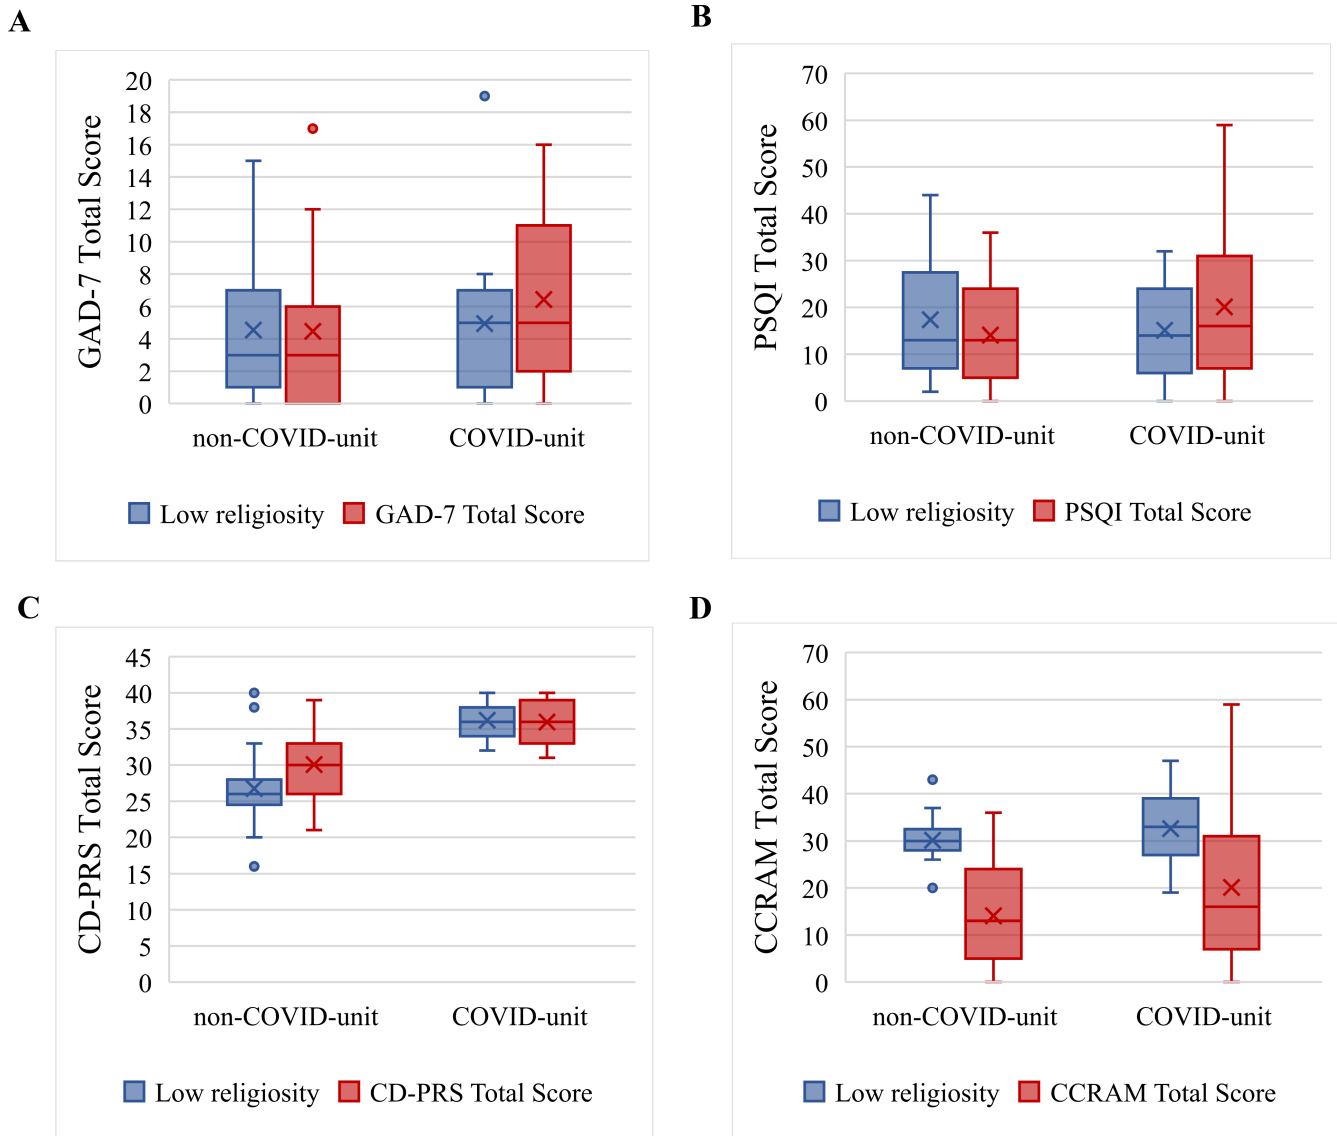 A
GAD-7 Total Score
20
18
16
14
12
10
8
6
4
2
0
non-COVID-unit COVID-unit
Low religiosity GAD-7 Total Score
B
PSQI Total Score
70
60
50
40
30
20
10
0
non-COVID-unit COVID-unit
Low religiosity PSQI Total Score
C
CD-PRS Total Score
45
40
35
30
25
20
15
10
5
0
non-COVID-unit COVID-unit
Low religiosity CD-PRS Total Score
D
CCRAM Total Score
70
60
50
40
30
20
10
0
non-COVID-unit COVID-unit
Low religiosity CCRAM Total Score